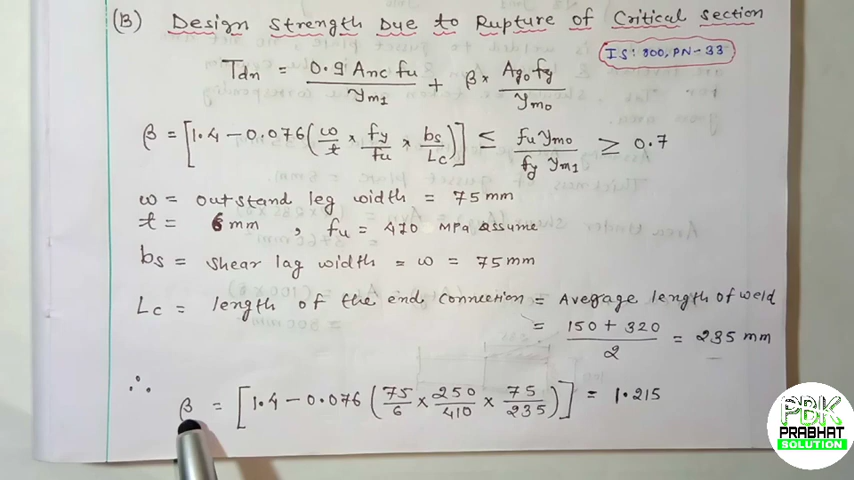 (B) Design Strength Due to Rupture of Critical section
IS: 800, PN-33
Tdn = 0.9 Anc fu / γm1 + β × Ago fy / γm0
β = [1.4 - 0.076 (w/t × fy/fu × bs/Lc)] ≤ fu γm0 / fy γm1 ≥ 0.7
w = outstand leg width = 75 mm
t = 6 mm , fu = 410 MPa assume
bs = shear lag width = w = 75 mm
Lc = length of the end connection = Average length of weld
= 150 + 320 / 2 = 235 mm
∴ β = [1.4 - 0.076 (75/6 × 250/410 × 75/235)] = 1.215
PBK
PRABHAT
SOLUTION